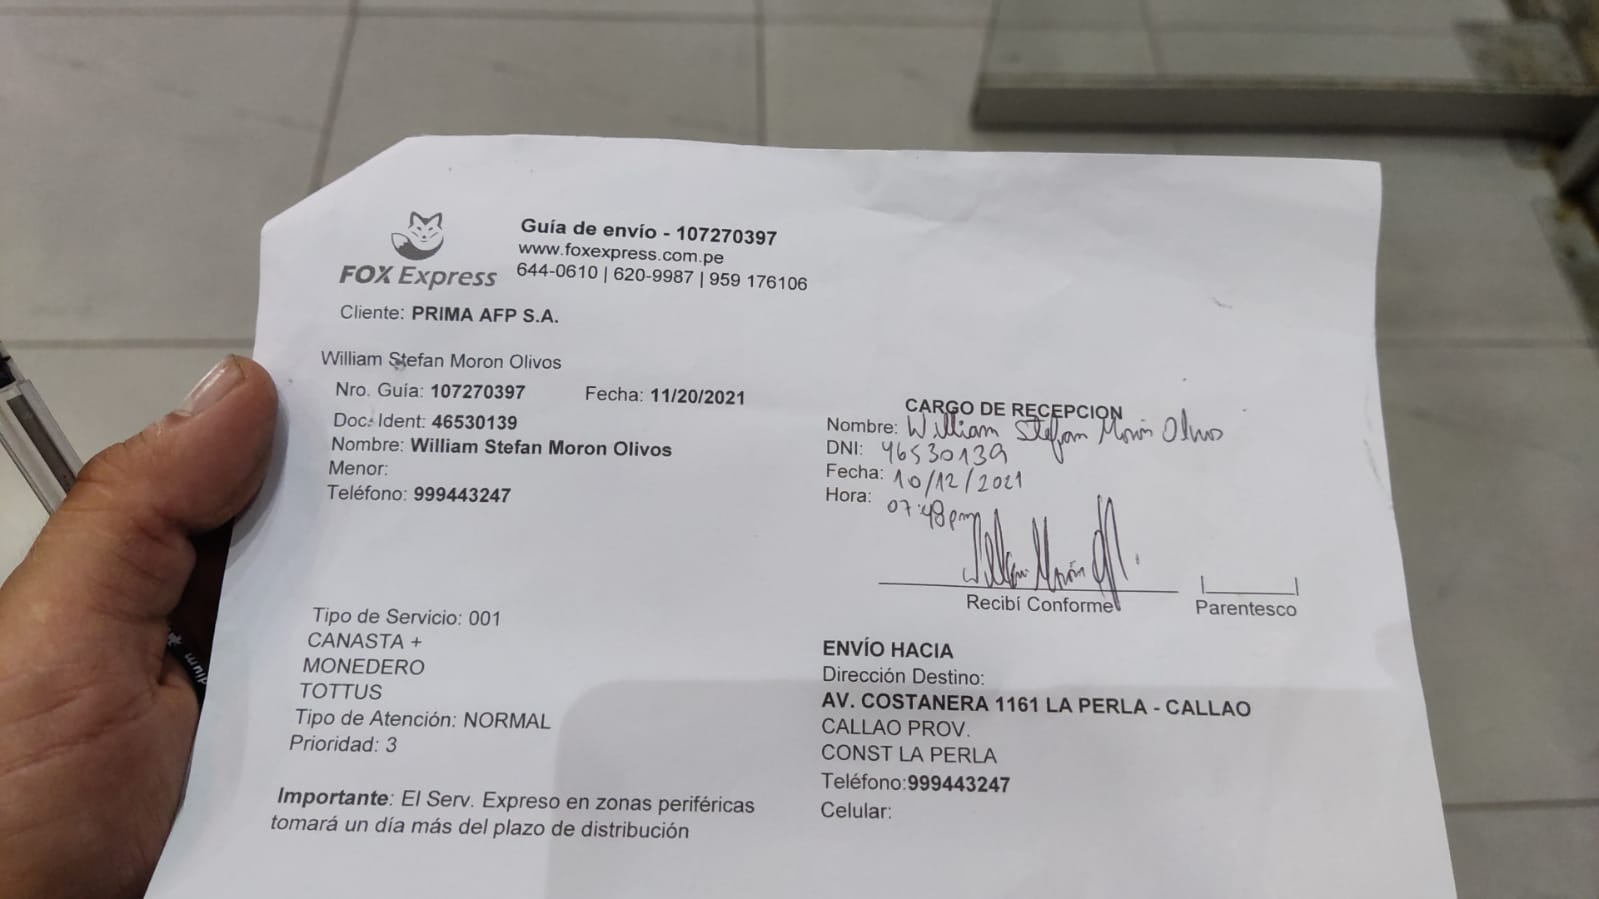 Guía de envío - 107270397
www.foxexpress.com.pe
644-0610 | 620-9987 | 959 176106
FOX Express
Cliente: PRIMA AFP S.A.
William Stefan Moron Olivos
Nro. Guía: 107270397 Fecha: 11/20/2021
Doc. Ident: 46530139
Nombre: William Stefan Moron Olivos
Menor:
Teléfono: 999443247
CARGO DE RECEPCION
Nombre: William Stefan Morón Olivos
DNI: 46530139
Fecha: 10/12/2021
Hora: 07:48pm
William Morón
Recibí Conforme
Parentesco
Tipo de Servicio: 001
CANASTA +
MONEDERO
TOTTUS
Tipo de Atención: NORMAL
Prioridad: 3
Importante: El Serv. Expreso en zonas periféricas
tomará un día más del plazo de distribución
ENVÍO HACIA
Dirección Destino:
AV. COSTANERA 1161 LA PERLA - CALLAO
CALLAO PROV.
CONST LA PERLA
Teléfono:999443247
Celular: